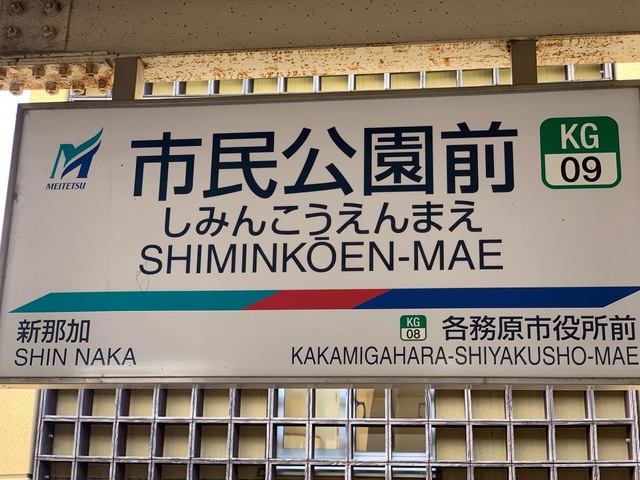 MEITETSU
市民公園前
KG
09
しみんこうえんまえ
SHIMINKŌEN-MAE
新那加
SHIN NAKA
KG
08
各務原市役所前
KAKAMIGAHARA-SHIYAKUSHO-MAE